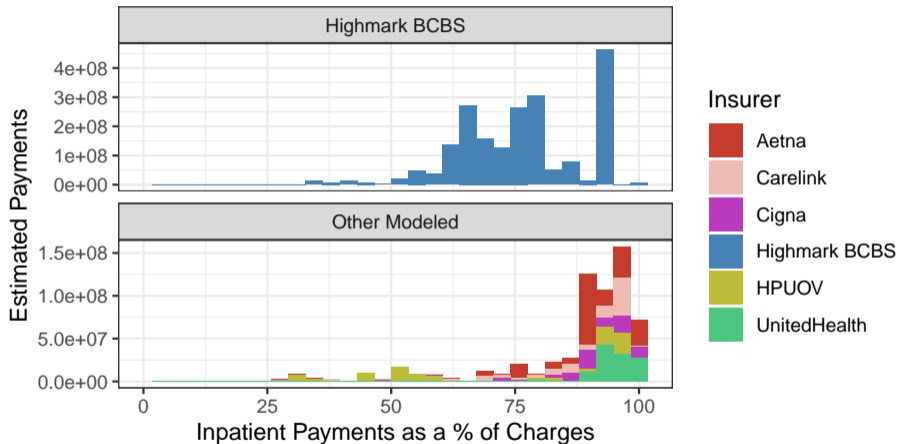 Highmark BCBS
4e+08
3e+08
2e+08
1e+08
0e+00
Other Modeled
1.5e+08
1.0e+08
5.0e+07
0.0e+00
0 25 50 75 100
Inpatient Payments as a % of Charges
Estimated Payments
Insurer
Aetna
Carelink
Cigna
Highmark BCBS
HPUOV
UnitedHealth